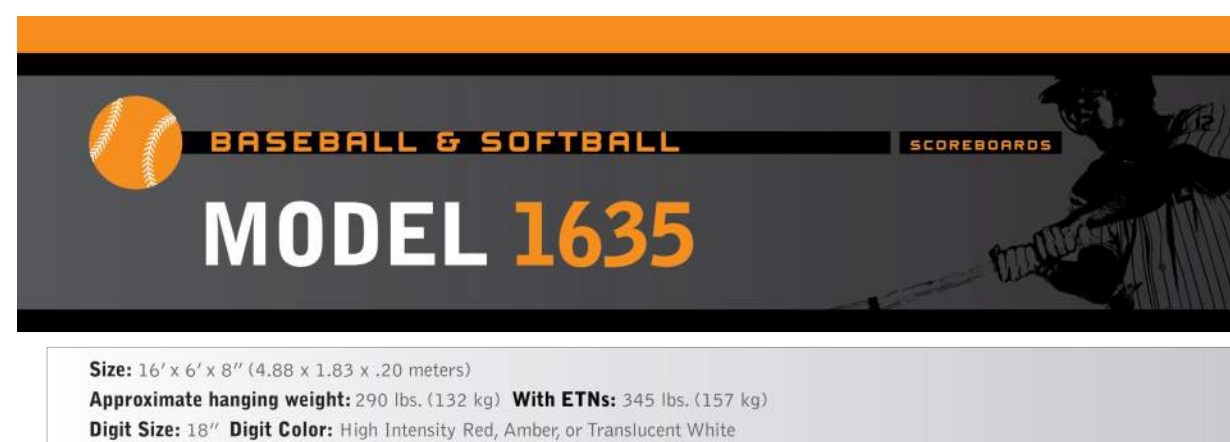 BASEBALL & SOFTBALL
SCOREBOARDS
12
MODEL 1635
Size: 16′ x 6′ x 8″ (4.88 x 1.83 x .20 meters)
Approximate hanging weight: 290 lbs. (132 kg) With ETNs: 345 lbs. (157 kg)
Digit Size: 18″ Digit Color: High Intensity Red, Amber, or Translucent White